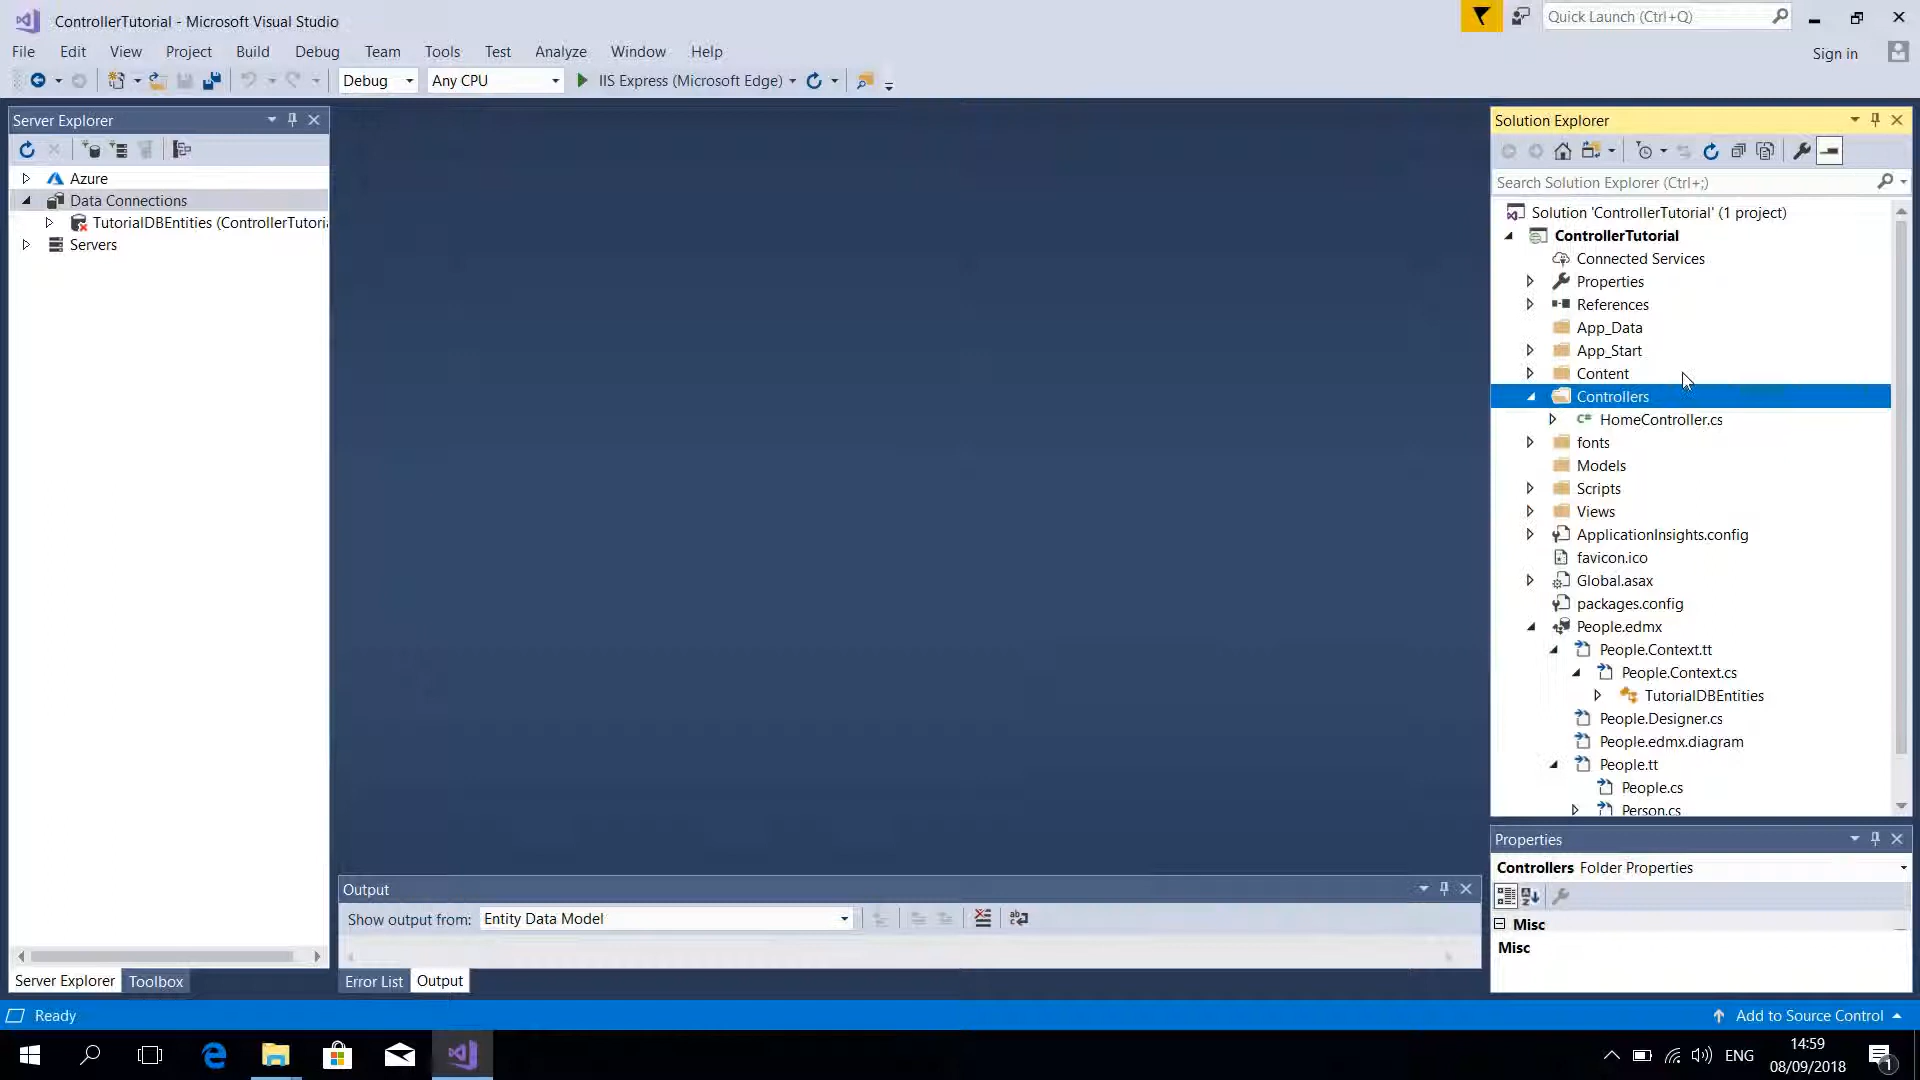 ControllerTutorial - Microsoft Visual Studio
Quick Launch (Ctrl+Q)
File Edit View Project Build Debug Team Tools Test Analyze Window Help
Sign in
Debug Any CPU IIS Express (Microsoft Edge)
Server Explorer
Azure
Data Connections
TutorialDBEntities (ControllerTutoria
Servers
Server Explorer Toolbox
Output
Show output from: Entity Data Model
Error List Output
Solution Explorer
Search Solution Explorer (Ctrl+;)
Solution 'ControllerTutorial' (1 project)
ControllerTutorial
Connected Services
Properties
References
App_Data
App_Start
Content
Controllers
C# HomeController.cs
fonts
Models
Scripts
Views
ApplicationInsights.config
favicon.ico
Global.asax
packages.config
People.edmx
People.Context.tt
People.Context.cs
TutorialDBEntities
People.Designer.cs
People.edmx.diagram
People.tt
People.cs
Person.cs
Properties
Controllers Folder Properties
Misc
Misc
Ready
Add to Source Control
ENG
14:59
08/09/2018
1